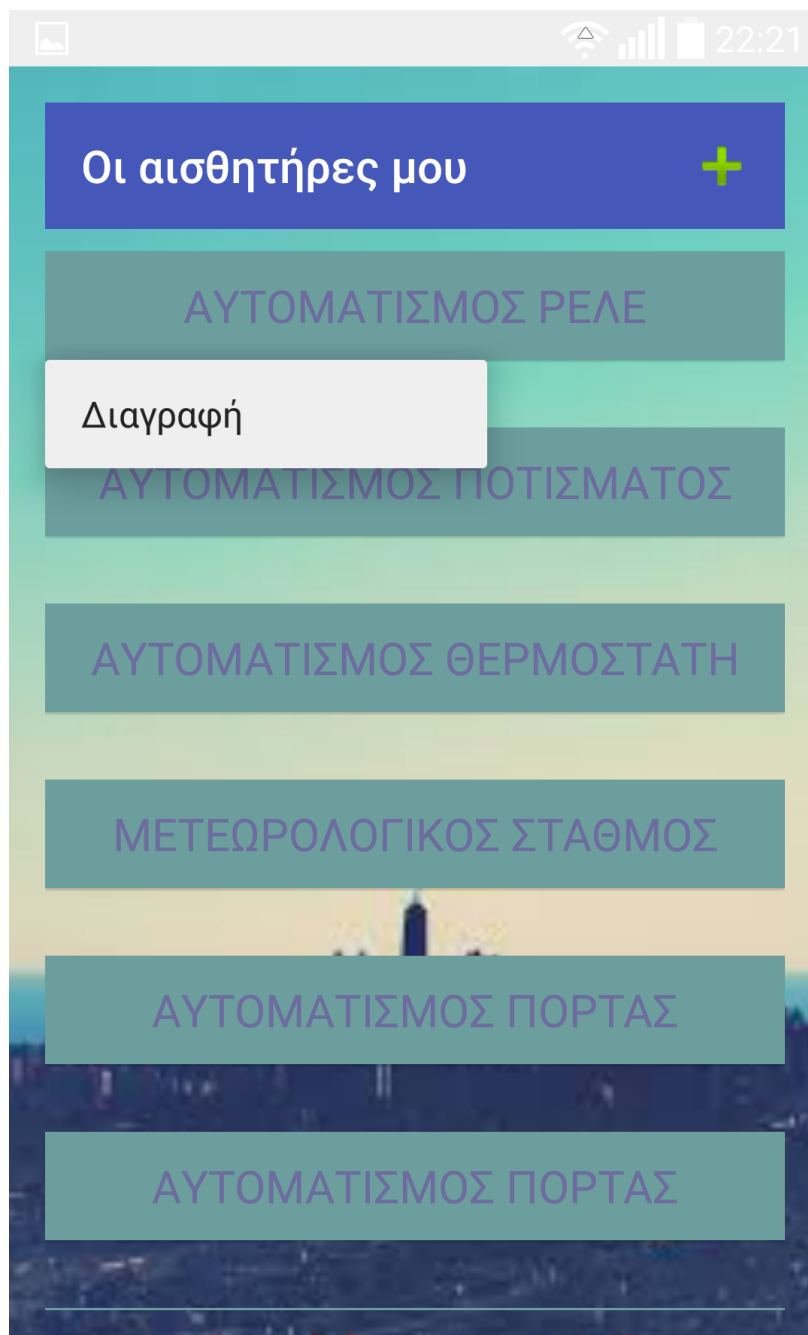 22:21
Οι αισθητήρες μου
ΑΥΤΟΜΑΤΙΣΜΟΣ ΡΕΛΕ
Διαγραφή
ΑΥΤΟΜΑΤΙΣΜΟΣ ΠΟΤΙΣΜΑΤΟΣ
ΑΥΤΟΜΑΤΙΣΜΟΣ ΘΕΡΜΟΣΤΑΤΗ
ΜΕΤΕΩΡΟΛΟΓΙΚΟΣ ΣΤΑΘΜΟΣ
ΑΥΤΟΜΑΤΙΣΜΟΣ ΠΟΡΤΑΣ
ΑΥΤΟΜΑΤΙΣΜΟΣ ΠΟΡΤΑΣ